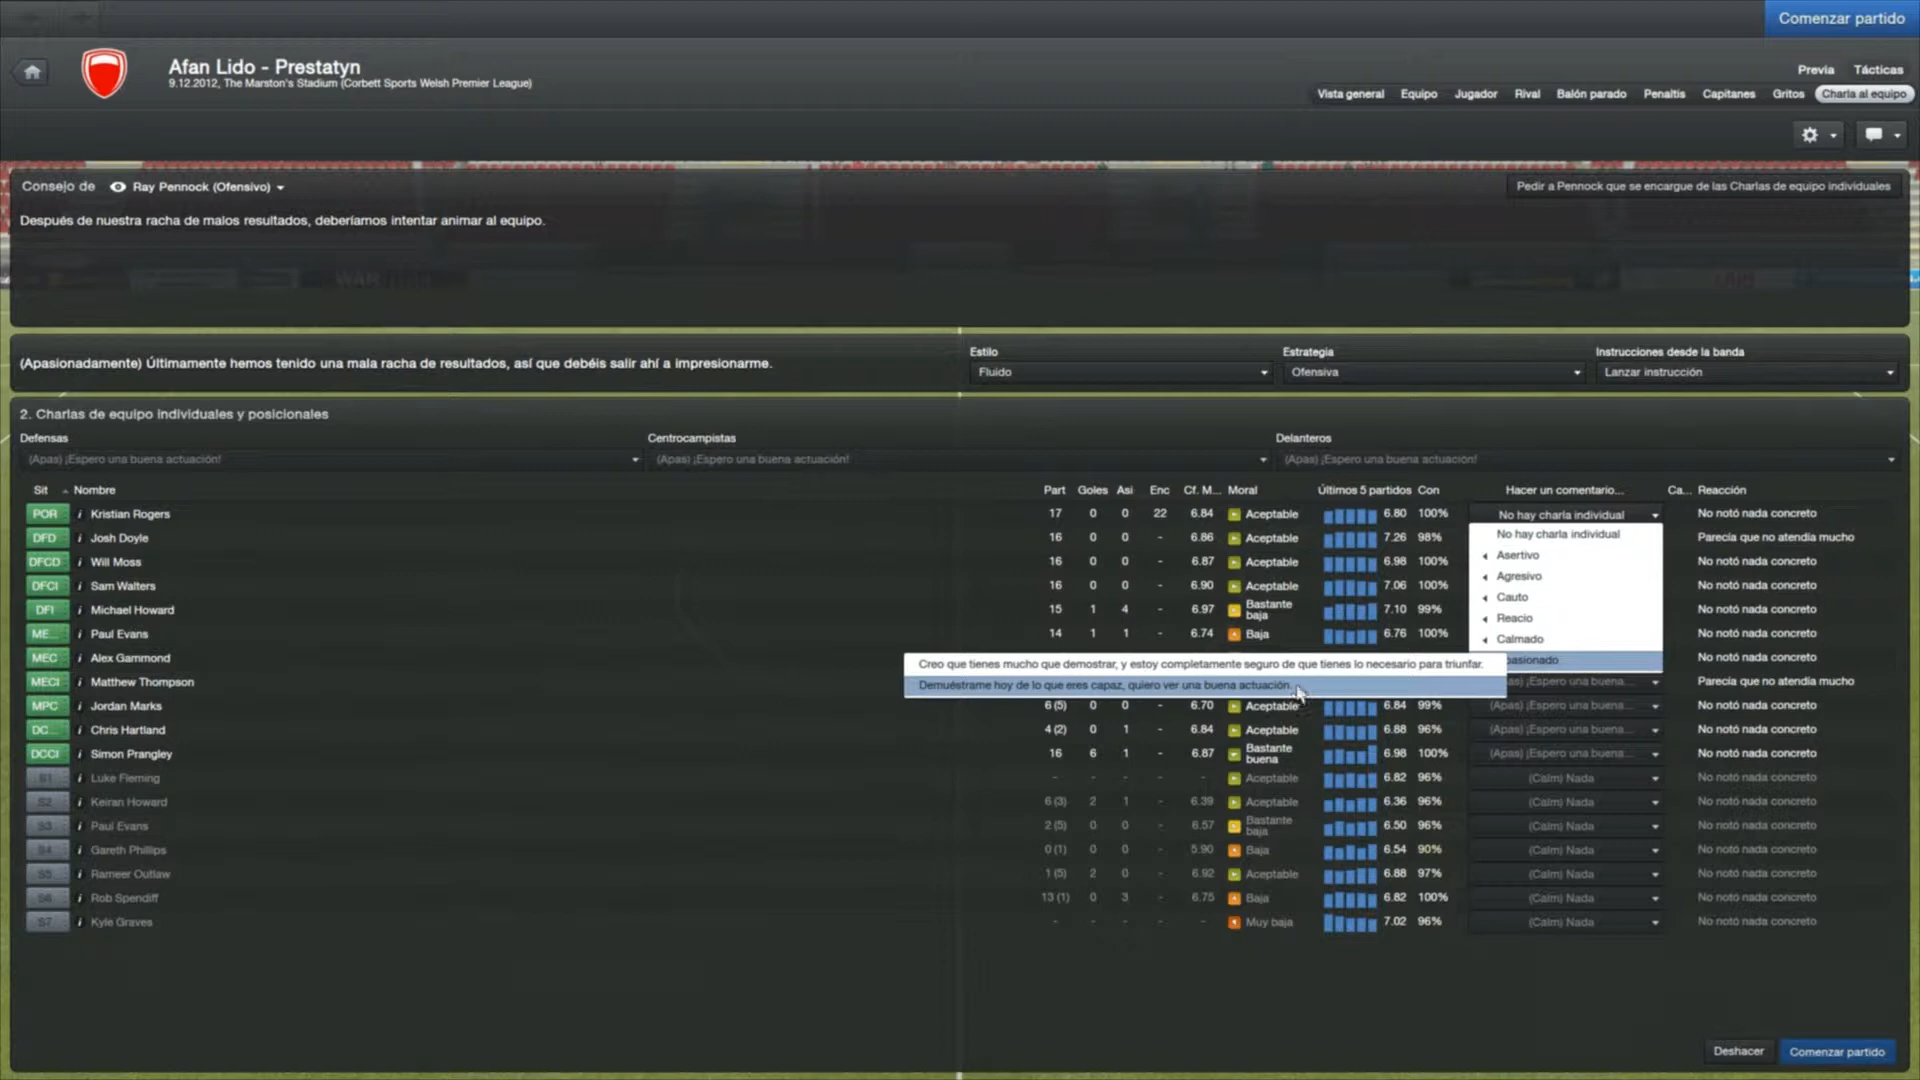 Comenzar partido
Afan Lido - Prestatyn
9.12.2012, The Marston's Stadium (Corbett Sports Welsh Premier League)
Previa Tácticas
Vista general Equipo Jugador Rival Balón parado Penaltis Capitanes Gritos Charla al equipo
Consejo de Ray Pennock (Ofensivo)
Pedir a Pennock que se encargue de las Charlas de equipo individuales
Después de nuestra racha de malos resultados, deberíamos intentar animar al equipo.
(Apasionadamente) Últimamente hemos tenido una mala racha de resultados, así que debéis salir ahí a impresionarme.
Estilo Estrategia Instrucciones desde la banda
Fluido Ofensiva Lanzar instrucción
2. Charlas de equipo individuales y posicionales
Defensas Centrocampistas Delanteros
(Apas) ¡Espero una buena actuación! (Apas) ¡Espero una buena actuación! (Apas) ¡Espero una buena actuación!
Sit Nombre Part Goles Asi Enc Cf. M... Moral Últimos 5 partidos Con Hacer un comentario... Ca... Reacción
POR i Kristian Rogers 17 0 0 22 6.84 Aceptable 6.80 100% No hay charla individual No notó nada concreto
DFD i Josh Doyle 16 0 0 - 6.86 Aceptable 7.26 98% No hay charla individual Parecía que no atendía mucho
DFCD i Will Moss 16 0 0 - 6.87 Aceptable 6.98 100% Asertivo No notó nada concreto
DFCI i Sam Walters 16 0 0 - 6.90 Aceptable 7.06 100% Agresivo No notó nada concreto
DFI i Michael Howard 15 1 4 - 6.97 Bastante baja 7.10 99% Cauto No notó nada concreto
ME... i Paul Evans 14 1 1 - 6.74 Baja 6.76 100% Reacio No notó nada concreto
Calmado
MEC i Alex Gammond No notó nada concreto
Creo que tienes mucho que demostrar, y estoy completamente seguro de que tienes lo necesario para triunfar. pasionado
MECI i Matthew Thompson Demuéstrame hoy de lo que eres capaz, quiero ver una buena actuación. as) ¡Espero una buena... Parecía que no atendía mucho
MPC i Jordan Marks 6 (5) 0 0 - 6.70 Aceptable 6.84 99% (Apas) ¡Espero una buena... No notó nada concreto
DC... i Chris Hartland 4 (2) 0 1 - 6.84 Aceptable 6.88 96% (Apas) ¡Espero una buena... No notó nada concreto
DCCI i Simon Prangley 16 6 1 - 6.87 Bastante buena 6.98 100% (Apas) ¡Espero una buena... No notó nada concreto
S1 i Luke Fleming - - - - - Aceptable 6.82 96% (Calm) Nada No notó nada concreto
S2 i Keiran Howard 6 (3) 2 1 - 6.39 Aceptable 6.36 96% (Calm) Nada No notó nada concreto
S3 i Paul Evans 2 (5) 0 0 - 6.57 Bastante baja 6.50 96% (Calm) Nada No notó nada concreto
S4 i Gareth Phillips 0 (1) 0 0 - 5.90 Baja 6.54 90% (Calm) Nada No notó nada concreto
S5 i Rameer Outlaw 1 (5) 2 0 - 6.92 Aceptable 6.88 97% (Calm) Nada No notó nada concreto
S6 i Rob Spendiff 13 (1) 0 3 - 6.75 Baja 6.82 100% (Calm) Nada No notó nada concreto
S7 i Kyle Graves - - - - - Muy baja 7.02 96% (Calm) Nada No notó nada concreto
Deshacer Comenzar partido